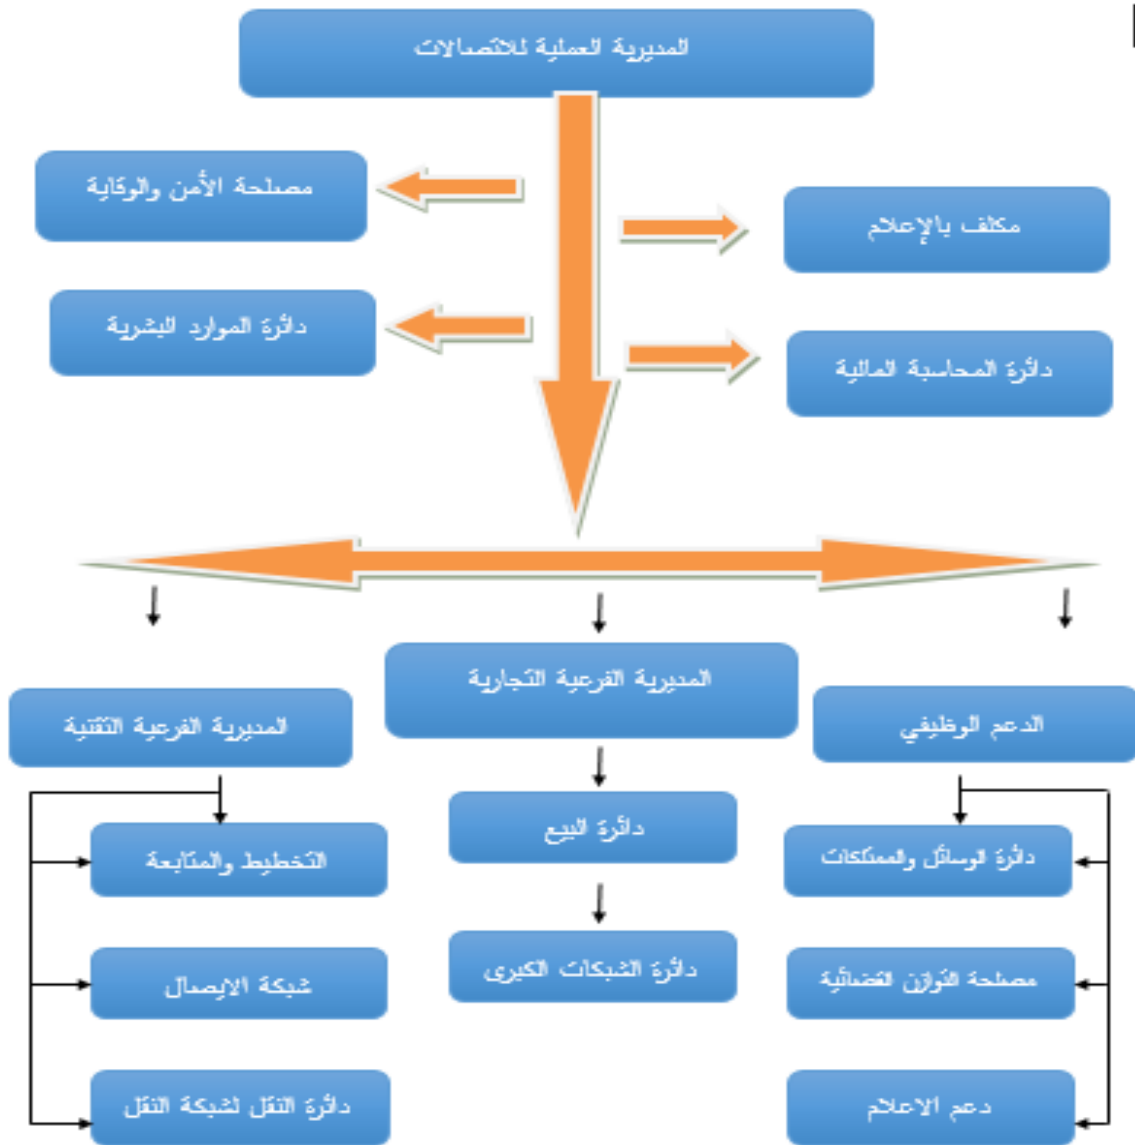 المديرية العملية للاتصالات
مصلحة الأمن والوقاية
مكلف بالإعلام
دائرة الموارد البشرية
دائرة المحاسبة المالية
المديرية الفرعية التجارية
الدعم الوظيفي
المديرية الفرعية التقنية
دائرة البيع
دائرة الوسائل والممتلكات
التخطيط والمتابعة
دائرة الشبكات الكبرى
مصلحة التوازن القضائية
شبكة الايصال
دعم الاعلام
دائرة النقل لشبكة النقل